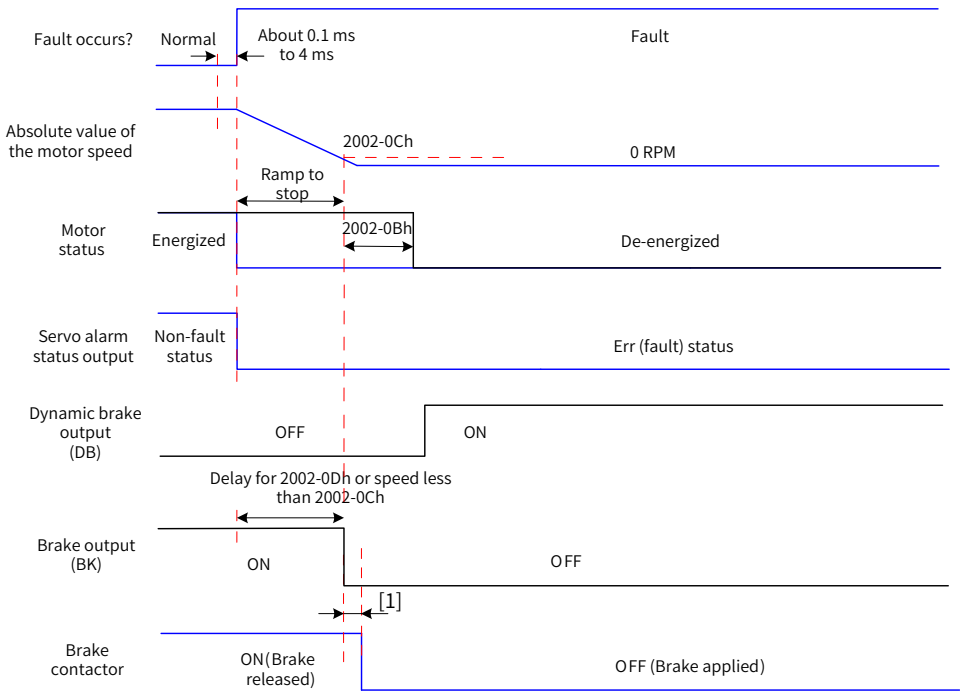 Fault occurs?
Normal
About 0.1 ms
to 4 ms
Fault
Absolute value of
the motor speed
2002-0Ch
0 RPM
Ramp to
stop
Motor
status
Energized
2002-0Bh
De-energized
Servo alarm
status output
Non-fault
status
Err (fault) status
Dynamic brake
output
(DB)
OFF
ON
Delay for 2002-0Dh or speed less
than 2002-0Ch
Brake output
(BK)
ON
OFF
[1]
Brake
contactor
ON(Brake
released)
OFF (Brake applied)